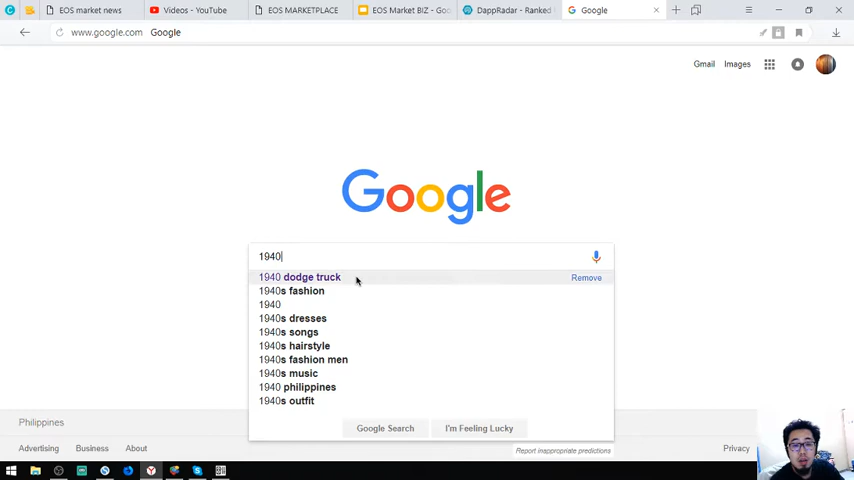 EOS market news
Videos - YouTube
EOS MARKETPLACE
EOS Market BIZ - Goo
DappRadar - Ranked
Google
www.google.com Google
Gmail Images
Google
1940
1940 dodge truck Remove
1940s fashion
1940
1940s dresses
1940s songs
1940s hairstyle
1940s fashion men
1940s music
1940 philippines
1940s outfit
Google Search I'm Feeling Lucky
Report inappropriate predictions
Philippines
Advertising Business About Privacy